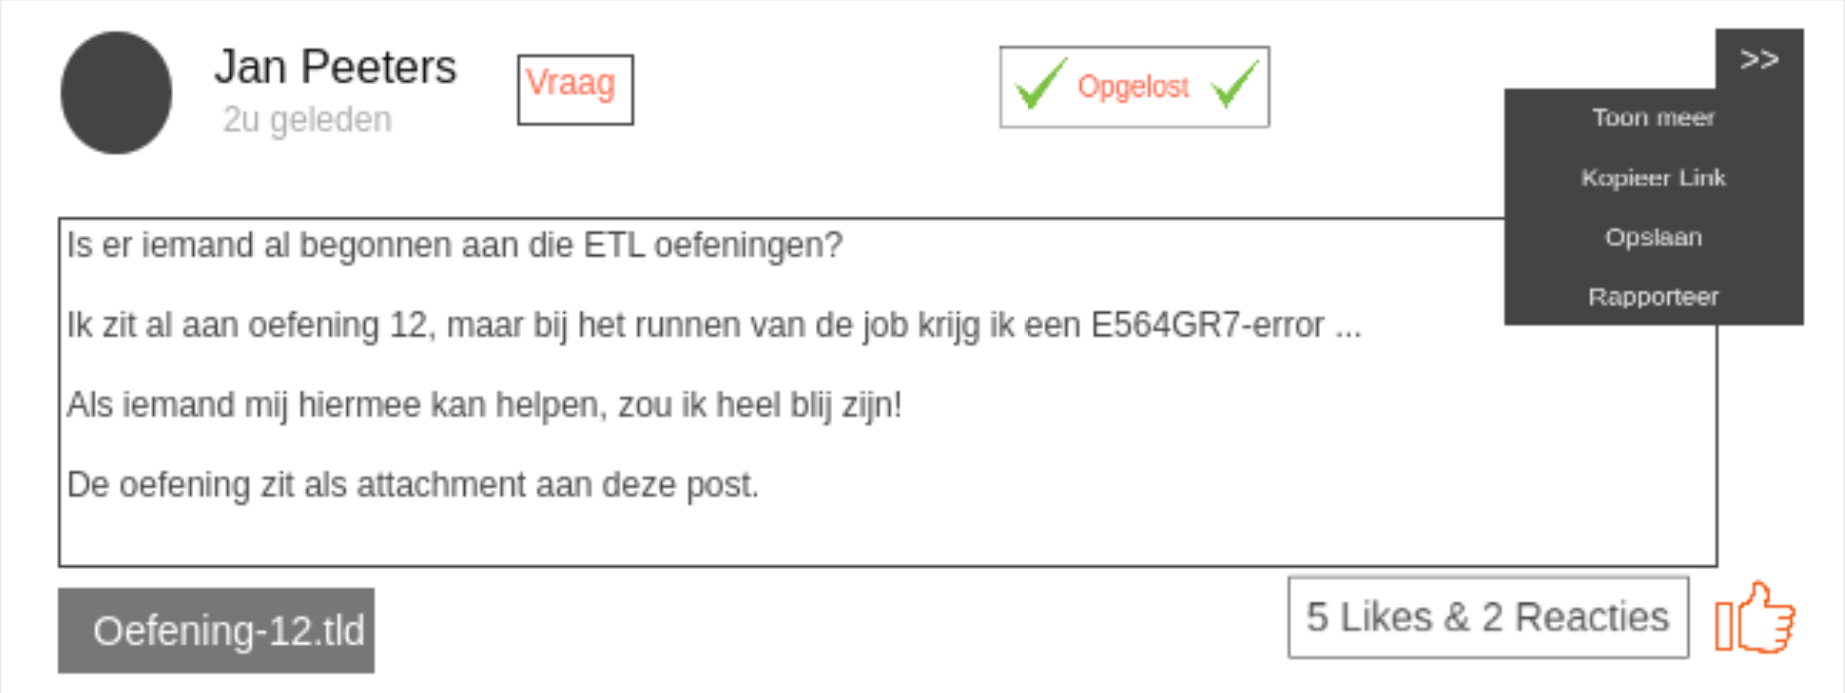 Jan Peeters
2u geleden
Vraag
Opgelost
>>
Toon meer
Kopieer Link
Opslaan
Rapporteer
Is er iemand al begonnen aan die ETL oefeningen?
Ik zit al aan oefening 12, maar bij het runnen van de job krijg ik een E564GR7-error ...
Als iemand mij hiermee kan helpen, zou ik heel blij zijn!
De oefening zit als attachment aan deze post.
Oefening-12.tld
5 Likes & 2 Reacties